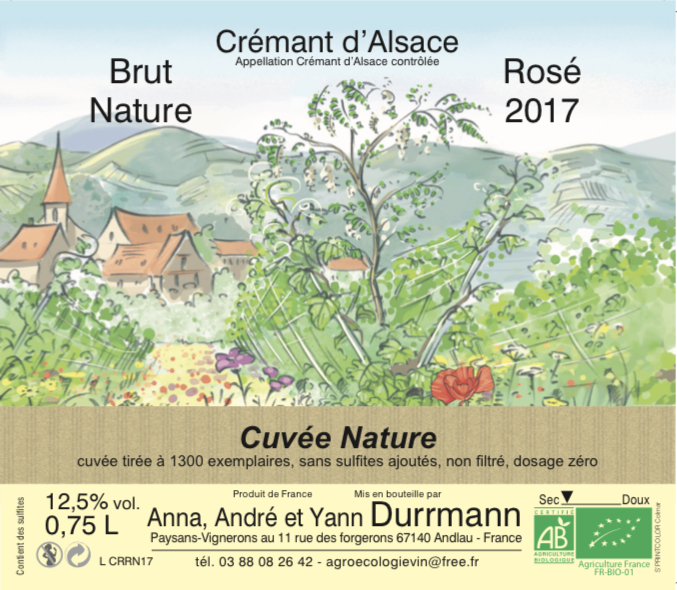 Crémant d'Alsace
Appellation Crémant d'Alsace contrôlée
Brut
Nature
Rosé
2017
Cuvée Nature
cuvée tirée à 1300 exemplaires, sans sulfites ajoutés, non filtré, dosage zéro
Contient des sulfites
12,5% vol.
0,75 L
L CRRN17
Produit de France Mis en bouteille par
Anna, André et Yann Durrmann
Paysans-Vignerons au 11 rue des forgerons 67140 Andlau - France
tél. 03 88 08 26 42 - agroecologievin@free.fr
Sec Doux
CERTIFIÉ
AB
AGRICULTURE
BIOLOGIQUE
Agriculture France
FR-BIO-01
SPRINTCOLOR Colmar